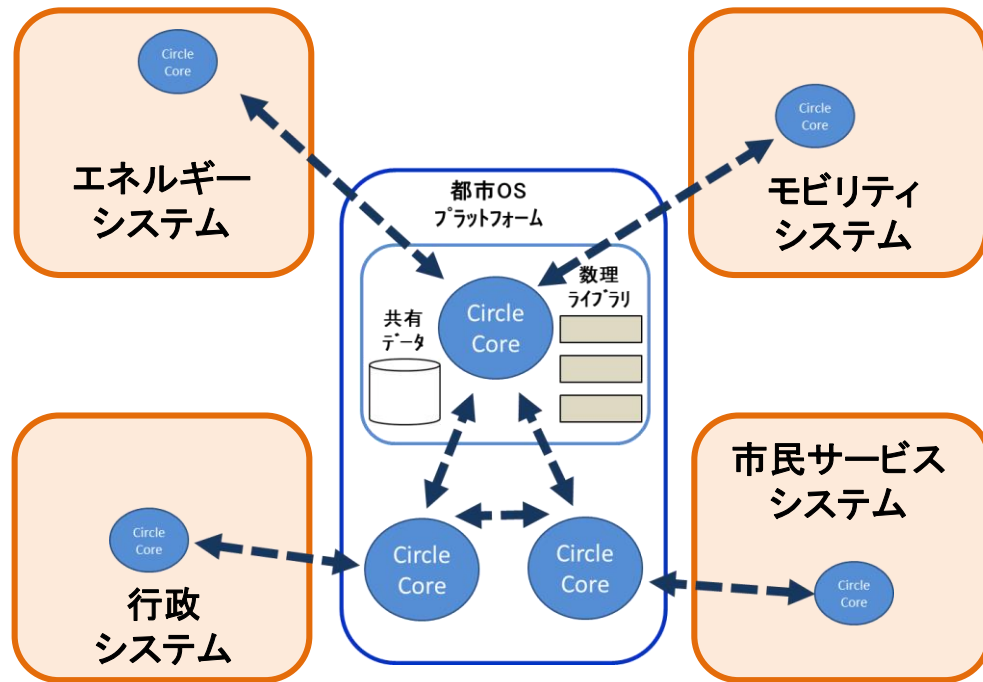 Circle
Core
エネルギー
システム
Circle
Core
モビリティ
システム
都市OS
プラットフォーム
共有
データ
Circle
Core
数理
ライブラリ
Circle
Core
Circle
Core
Circle
Core
行政
システム
市民サービス
システム
Circle
Core